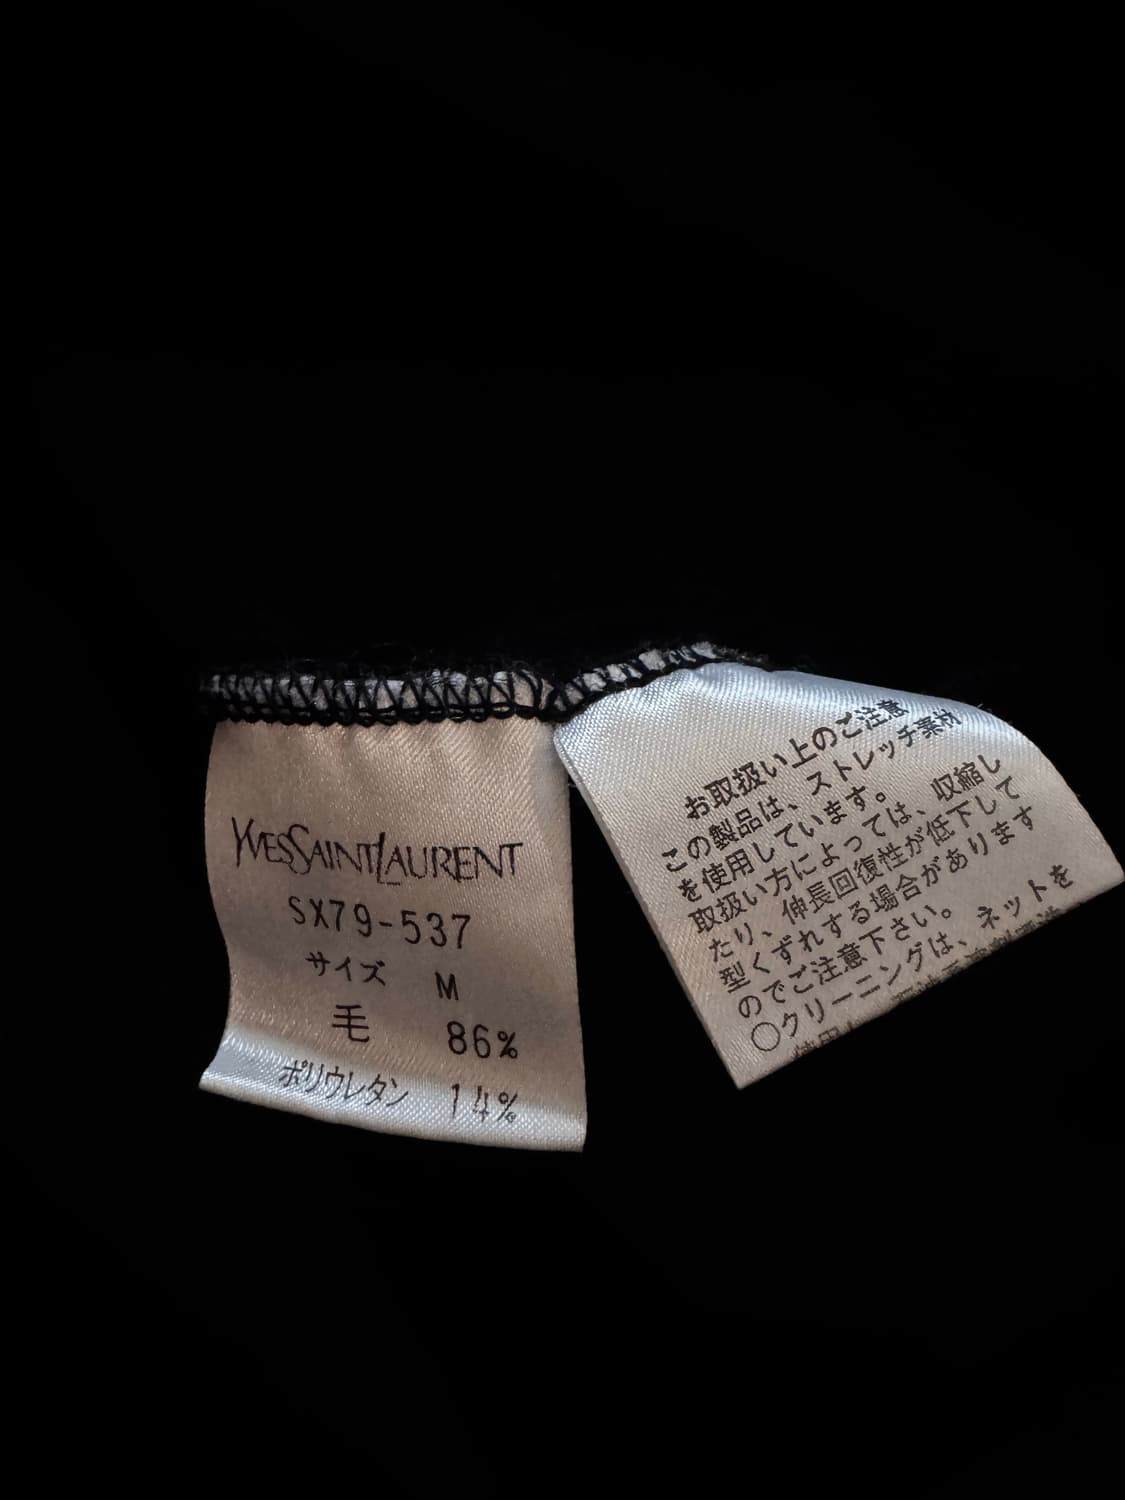 YVESSAINTLAURENT
SX79-537
サイズ M
毛 86%
ポリウレタン 14%
お取扱い上のご注意
この製品は、ストレッチ素材
を使用しています。
取扱い方によっては、収縮し
たり、伸長回復性が低下して
型くずれする場合があります
のでご注意下さい。
○クリーニングは、ネットを